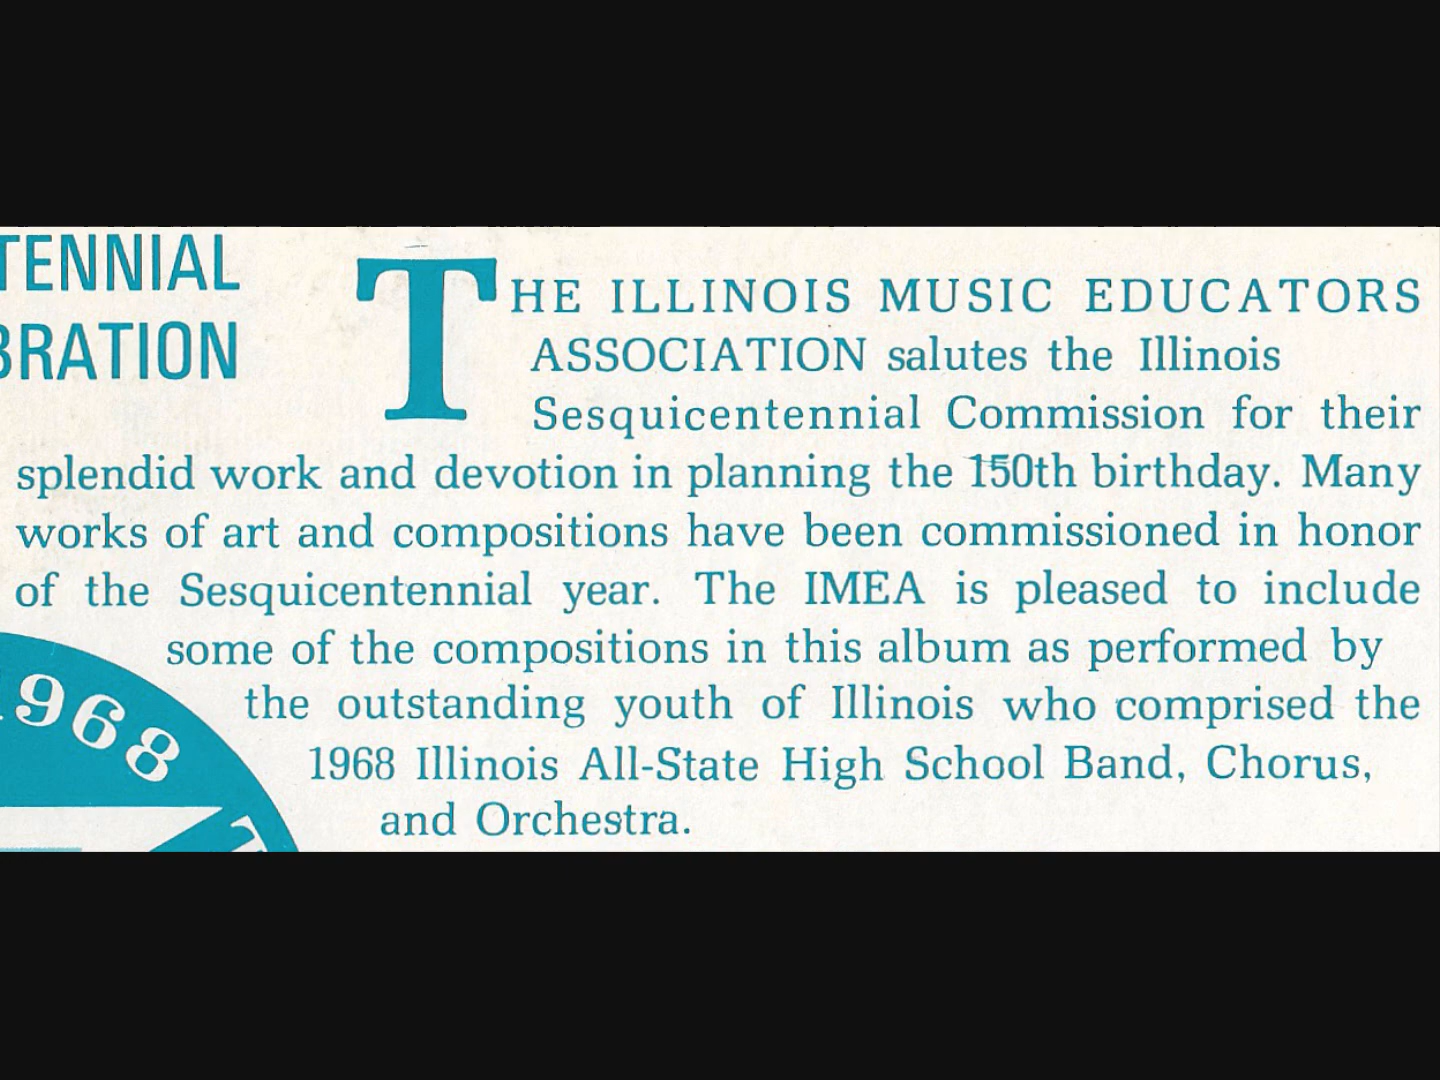 TENNIAL
BRATION
THE ILLINOIS MUSIC EDUCATORS
ASSOCIATION salutes the Illinois
Sesquicentennial Commission for their
splendid work and devotion in planning the 150th birthday. Many
works of art and compositions have been commissioned in honor
of the Sesquicentennial year. The IMEA is pleased to include
some of the compositions in this album as performed by
the outstanding youth of Illinois who comprised the
1968 Illinois All-State High School Band, Chorus,
and Orchestra.
1968